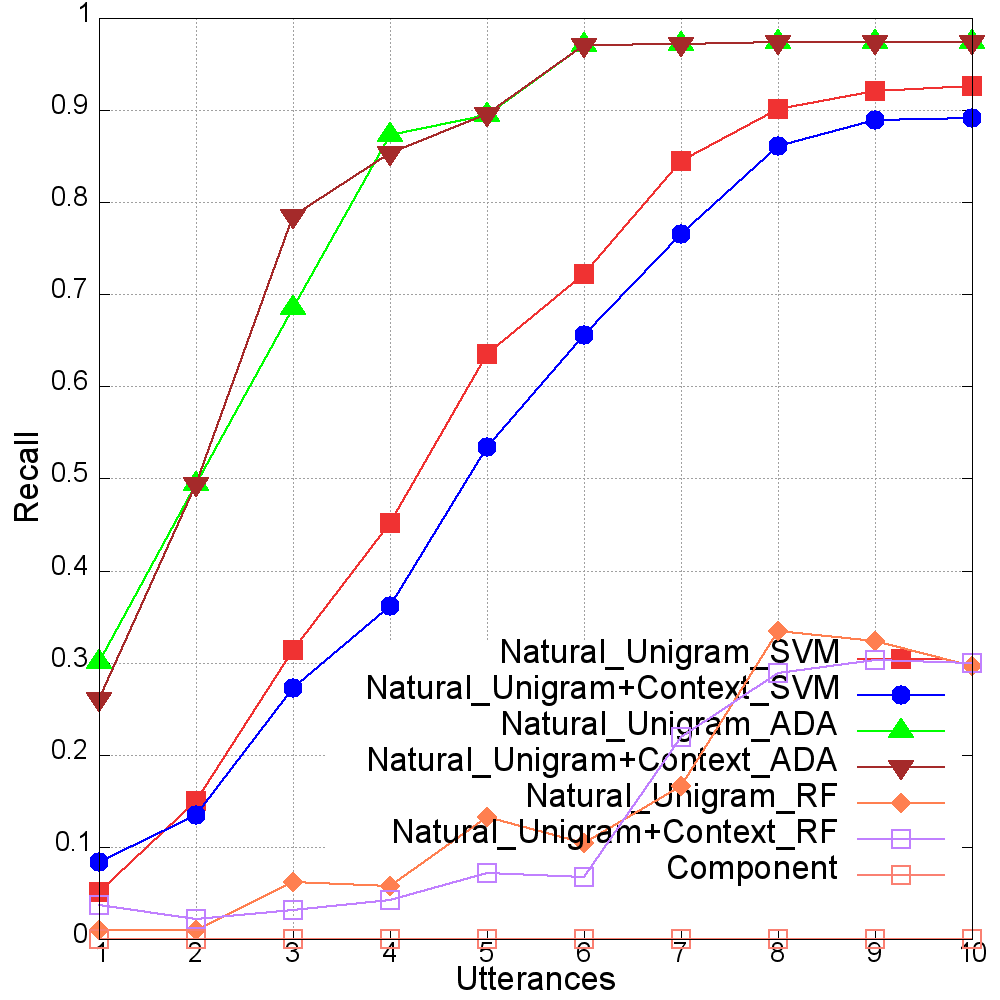 1
0.9
0.8
0.7
0.6
0.5
0.4
0.3
0.2
0.1
0
Recall
Natural_Unigram_SVM
Natural_Unigram+Context_SVM
Natural_Unigram_ADA
Natural_Unigram+Context_ADA
Natural_Unigram_RF
Natural_Unigram+Context_RF
Component
1 2 3 4 5 6 7 8 9 10
Utterances